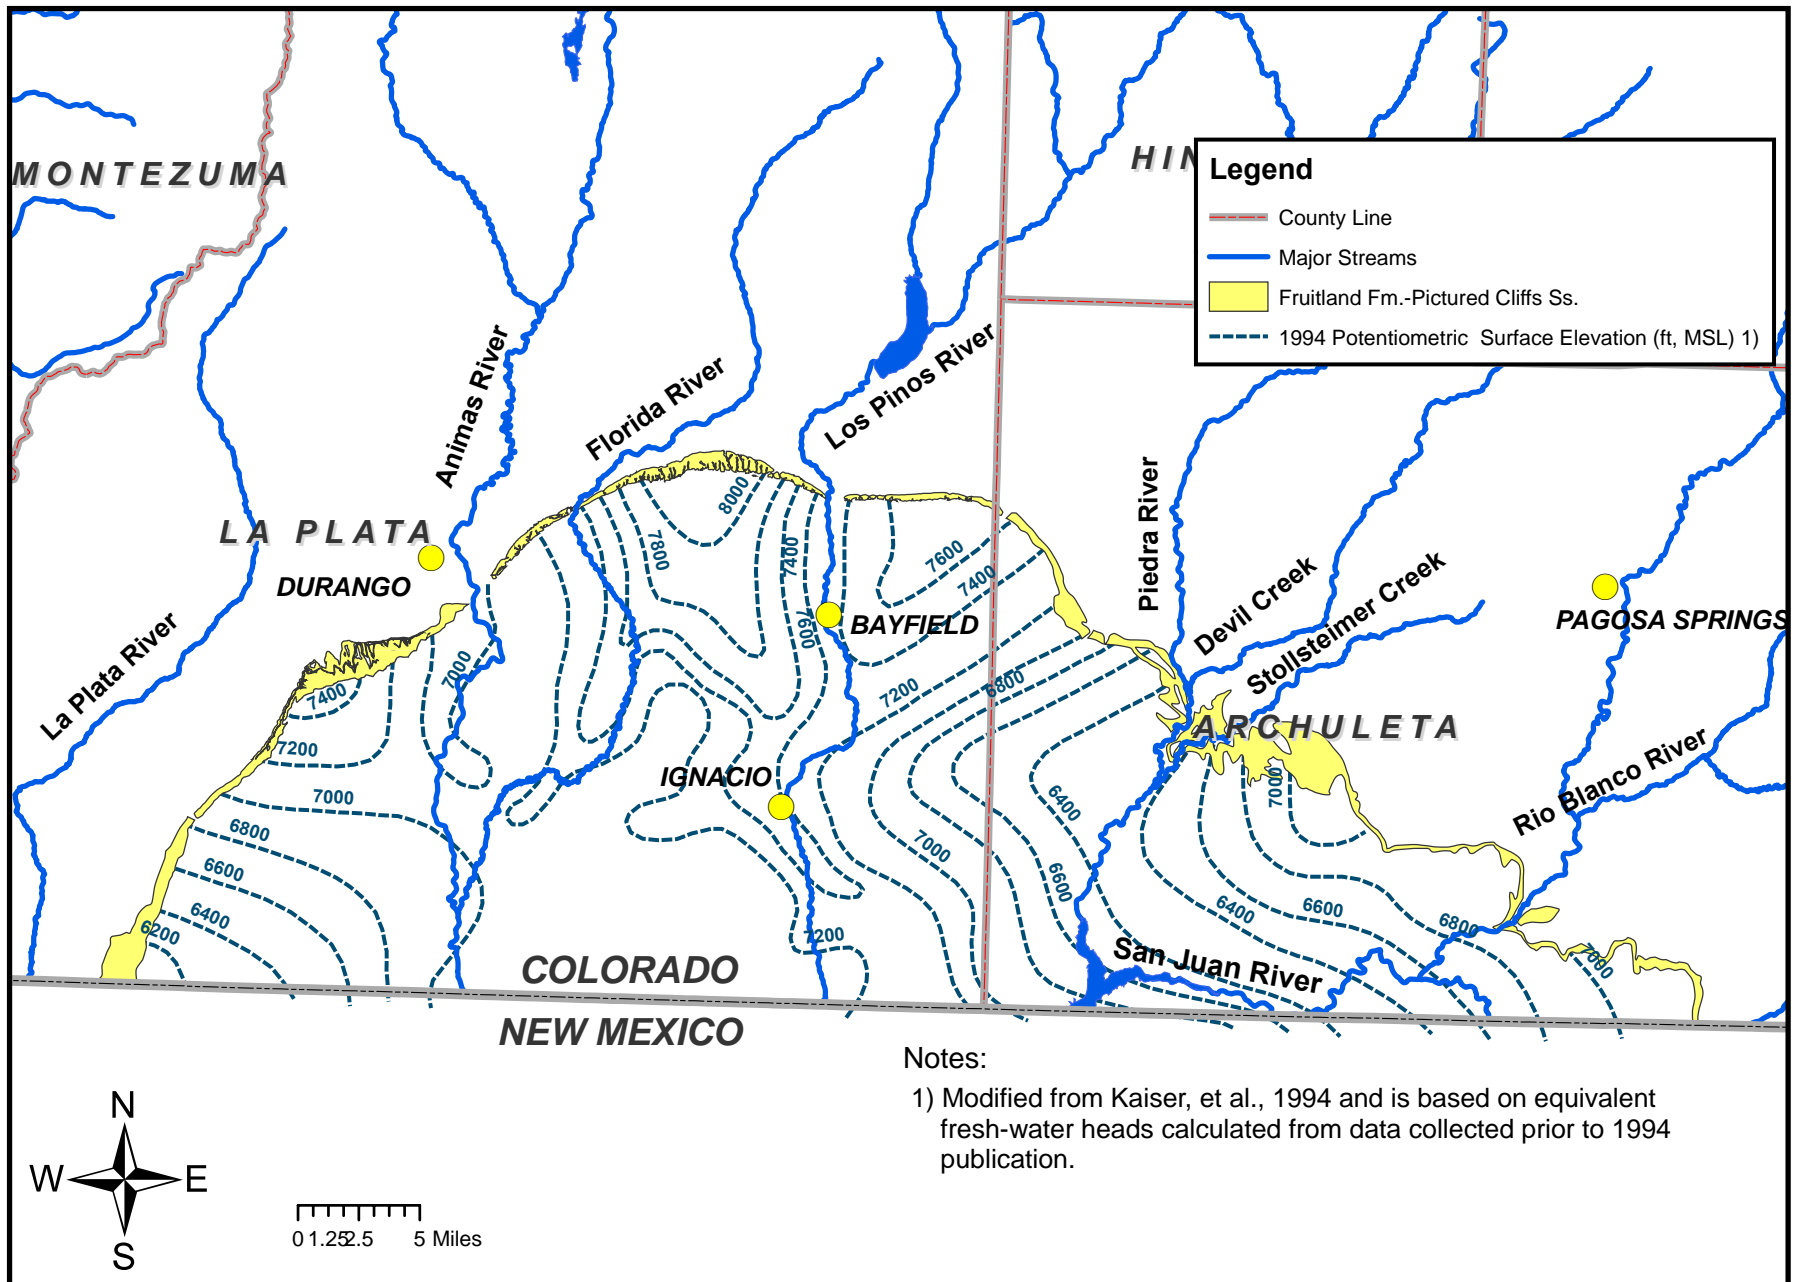 MONTEZUMA
HIN
Legend
County Line
Major Streams
Fruitland Fm.-Pictured Cliffs Ss.
1994 Potentiometric Surface Elevation (ft, MSL) 1)
Animas River
Florida River
Los Pinos River
Piedra River
Devil Creek
Stollsteimer Creek
La Plata River
Rio Blanco River
San Juan River
LA PLATA
DURANGO
BAYFIELD
PAGOSA SPRINGS
ARCHULETA
IGNACIO
8000
7800
7400
7600
7600
7400
7000
7400
7200
7200
6800
7000
6800
6600
6400
6200
7000
6400
6600
7200
7000
6400
6600
6800
7000
COLORADO
NEW MEXICO
Notes:
1) Modified from Kaiser, et al., 1994 and is based on equivalent
fresh-water heads calculated from data collected prior to 1994
publication.
N
W
E
S
0 1.25 2.5 5 Miles